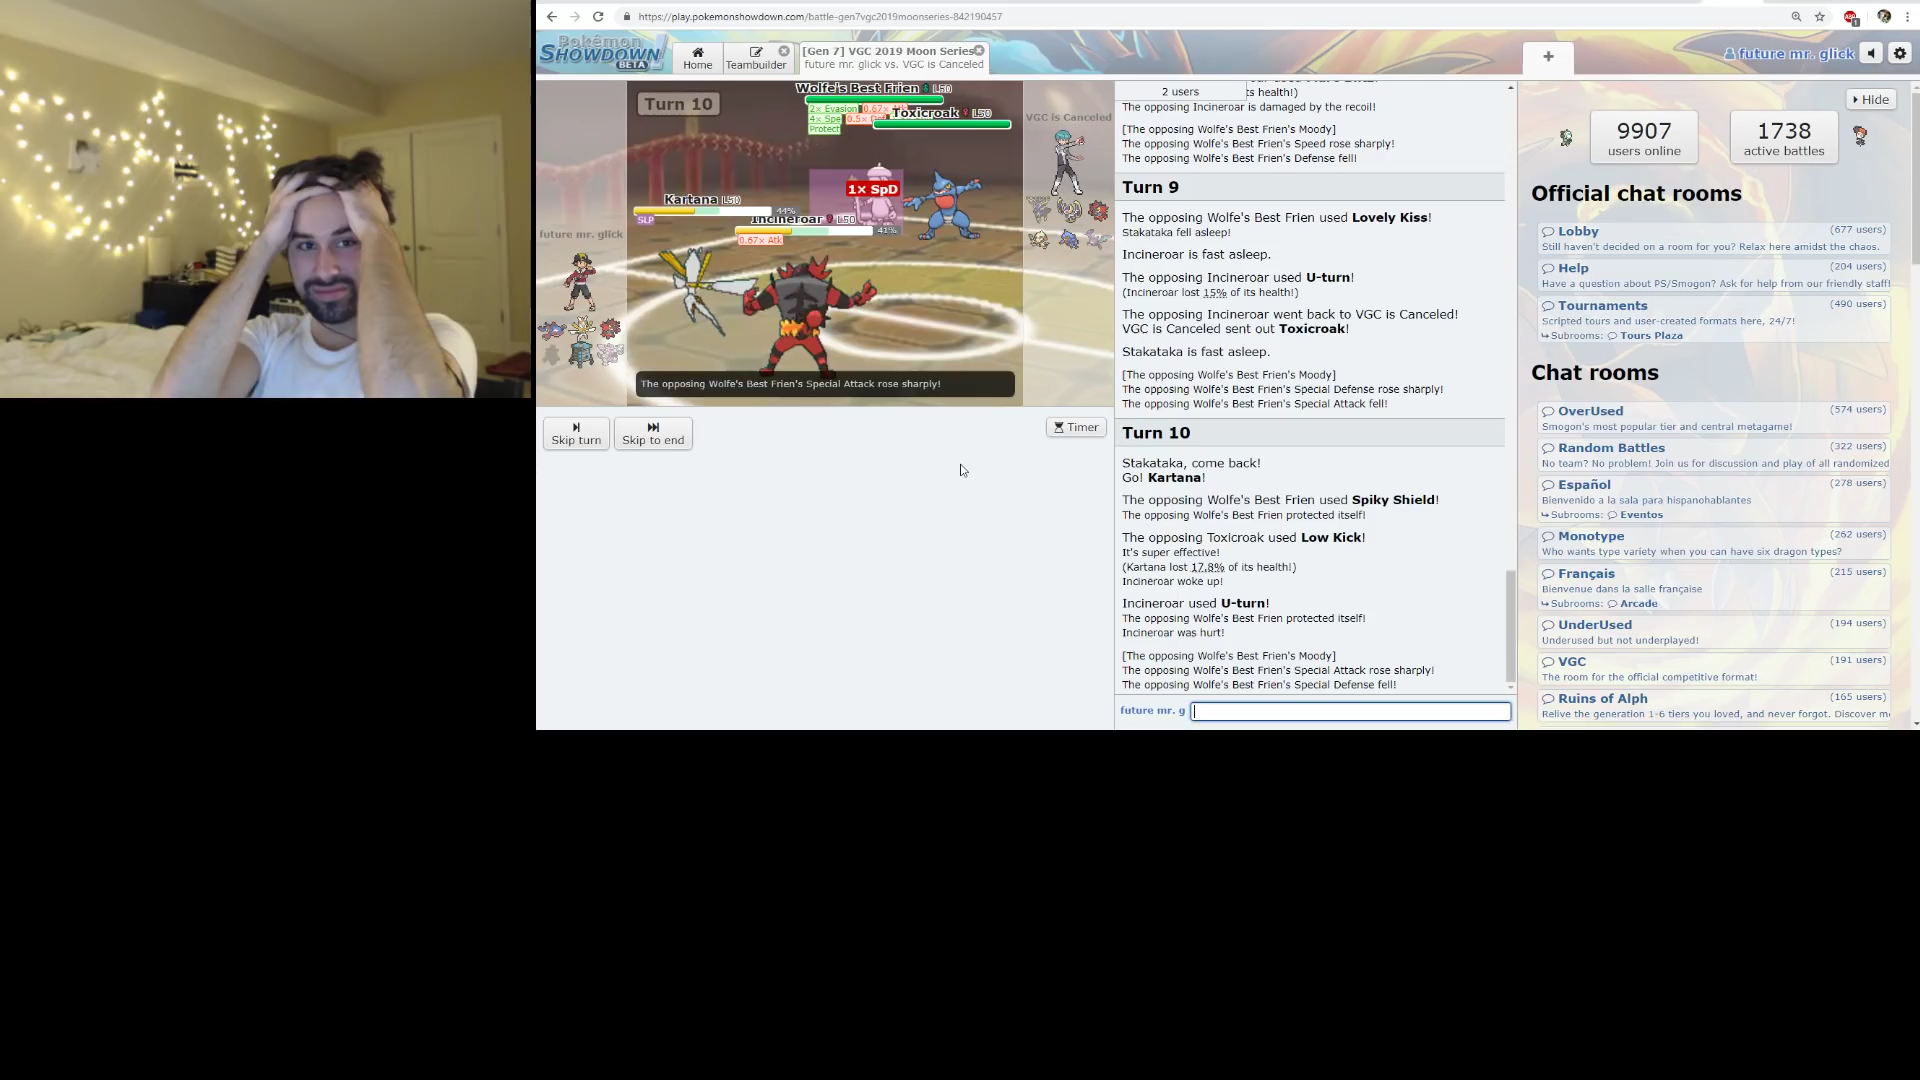 https://play.pokemonshowdown.com/battle-gen7vgc2019moonseries-842190457
Pokémon
SHOWDOWN
BETA
Home
Teambuilder
[Gen 7] VGC 2019 Moon Series
future mr. glick vs. VGC is Canceled
+
future mr. glick
Turn 10
Wolfe's Best Frien L50
2× Evasion 0.67×
4× Spe 0.5×
Protect
Toxicroak L50
1× SpD
Kartana L50
44%
SLP
Incineroar L50
41%
0.67× Atk
future mr. glick
VGC is Canceled
The opposing Wolfe's Best Frien's Special Attack rose sharply!
Skip turn
Skip to end
Timer
2 users
ts health!)
The opposing Incineroar is damaged by the recoil!
[The opposing Wolfe's Best Frien's Moody]
The opposing Wolfe's Best Frien's Speed rose sharply!
The opposing Wolfe's Best Frien's Defense fell!
Turn 9
The opposing Wolfe's Best Frien used Lovely Kiss!
Stakataka fell asleep!
Incineroar is fast asleep.
The opposing Incineroar used U-turn!
(Incineroar lost 15% of its health!)
The opposing Incineroar went back to VGC is Canceled!
VGC is Canceled sent out Toxicroak!
Stakataka is fast asleep.
[The opposing Wolfe's Best Frien's Moody]
The opposing Wolfe's Best Frien's Special Defense rose sharply!
The opposing Wolfe's Best Frien's Special Attack fell!
Turn 10
Stakataka, come back!
Go! Kartana!
The opposing Wolfe's Best Frien used Spiky Shield!
The opposing Wolfe's Best Frien protected itself!
The opposing Toxicroak used Low Kick!
It's super effective!
(Kartana lost 17.8% of its health!)
Incineroar woke up!
Incineroar used U-turn!
The opposing Wolfe's Best Frien protected itself!
Incineroar was hurt!
[The opposing Wolfe's Best Frien's Moody]
The opposing Wolfe's Best Frien's Special Attack rose sharply!
The opposing Wolfe's Best Frien's Special Defense fell!
future mr. g
Hide
9907
users online
1738
active battles
Official chat rooms
Lobby
(677 users)
Still haven't decided on a room for you? Relax here amidst the chaos.
Help
(204 users)
Have a question about PS/Smogon? Ask for help from our friendly staff!
Tournaments
(490 users)
Scripted tours and user-created formats here, 24/7!
Subrooms: Tours Plaza
Chat rooms
OverUsed
(574 users)
Smogon's most popular tier and central metagame!
Random Battles
(322 users)
No team? No problem! Join us for discussion and play of all randomized
Español
(278 users)
Bienvenido a la sala para hispanohablantes
Subrooms: Eventos
Monotype
(262 users)
Who wants type variety when you can have six dragon types?
Français
(215 users)
Bienvenue dans la salle française
Subrooms: Arcade
UnderUsed
(194 users)
Underused but not underplayed!
VGC
(191 users)
The room for the official competitive format!
Ruins of Alph
(165 users)
Relive the generation 1-6 tiers you loved, and never forgot. Discover